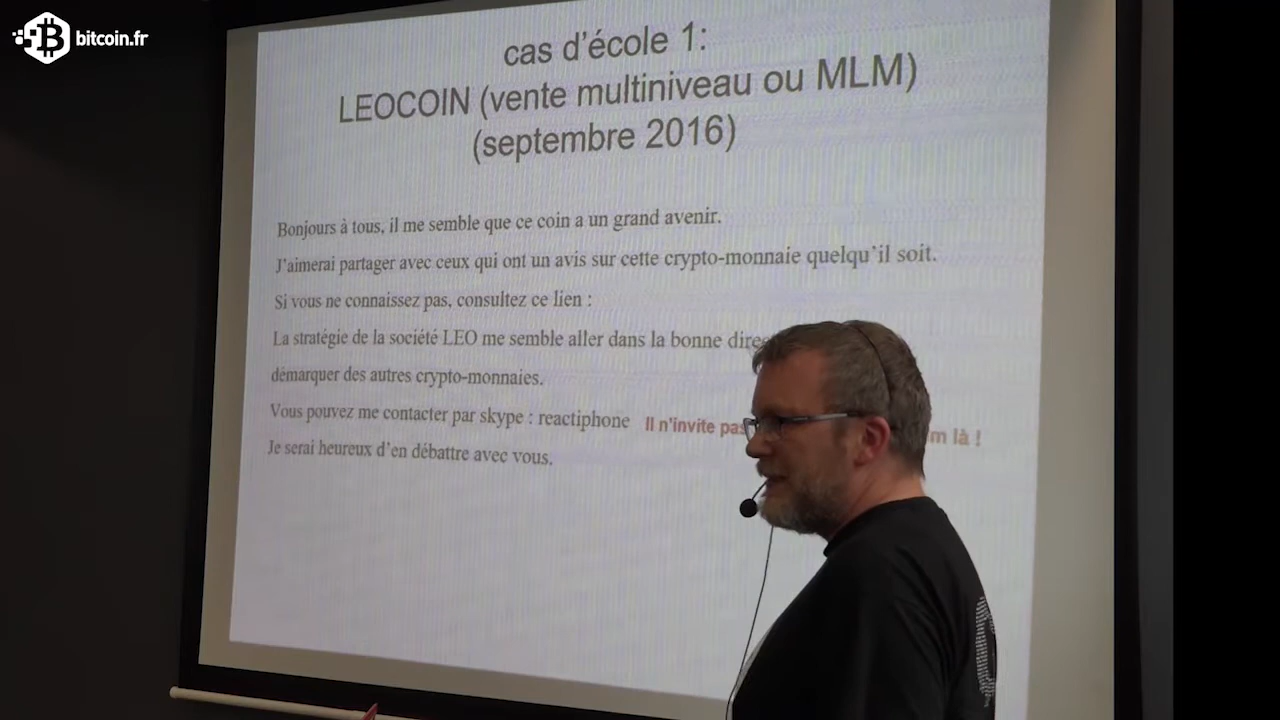 bitcoin.fr
cas d'école 1:
LEOCOIN (vente multiniveau ou MLM)
(septembre 2016)
Bonjours à tous, il me semble que ce coin a un grand avenir.
J'aimerai partager avec ceux qui ont un avis sur cette crypto-monnaie quelqu'il soit.
Si vous ne connaissez pas, consultez ce lien :
La stratégie de la société LEO me semble aller dans la bonne
démarquer des autres crypto-monnaies.
Vous pouvez me contacter par skype : reactiphone Il n'invite là !
Je serai heureux d'en débattre avec vous.